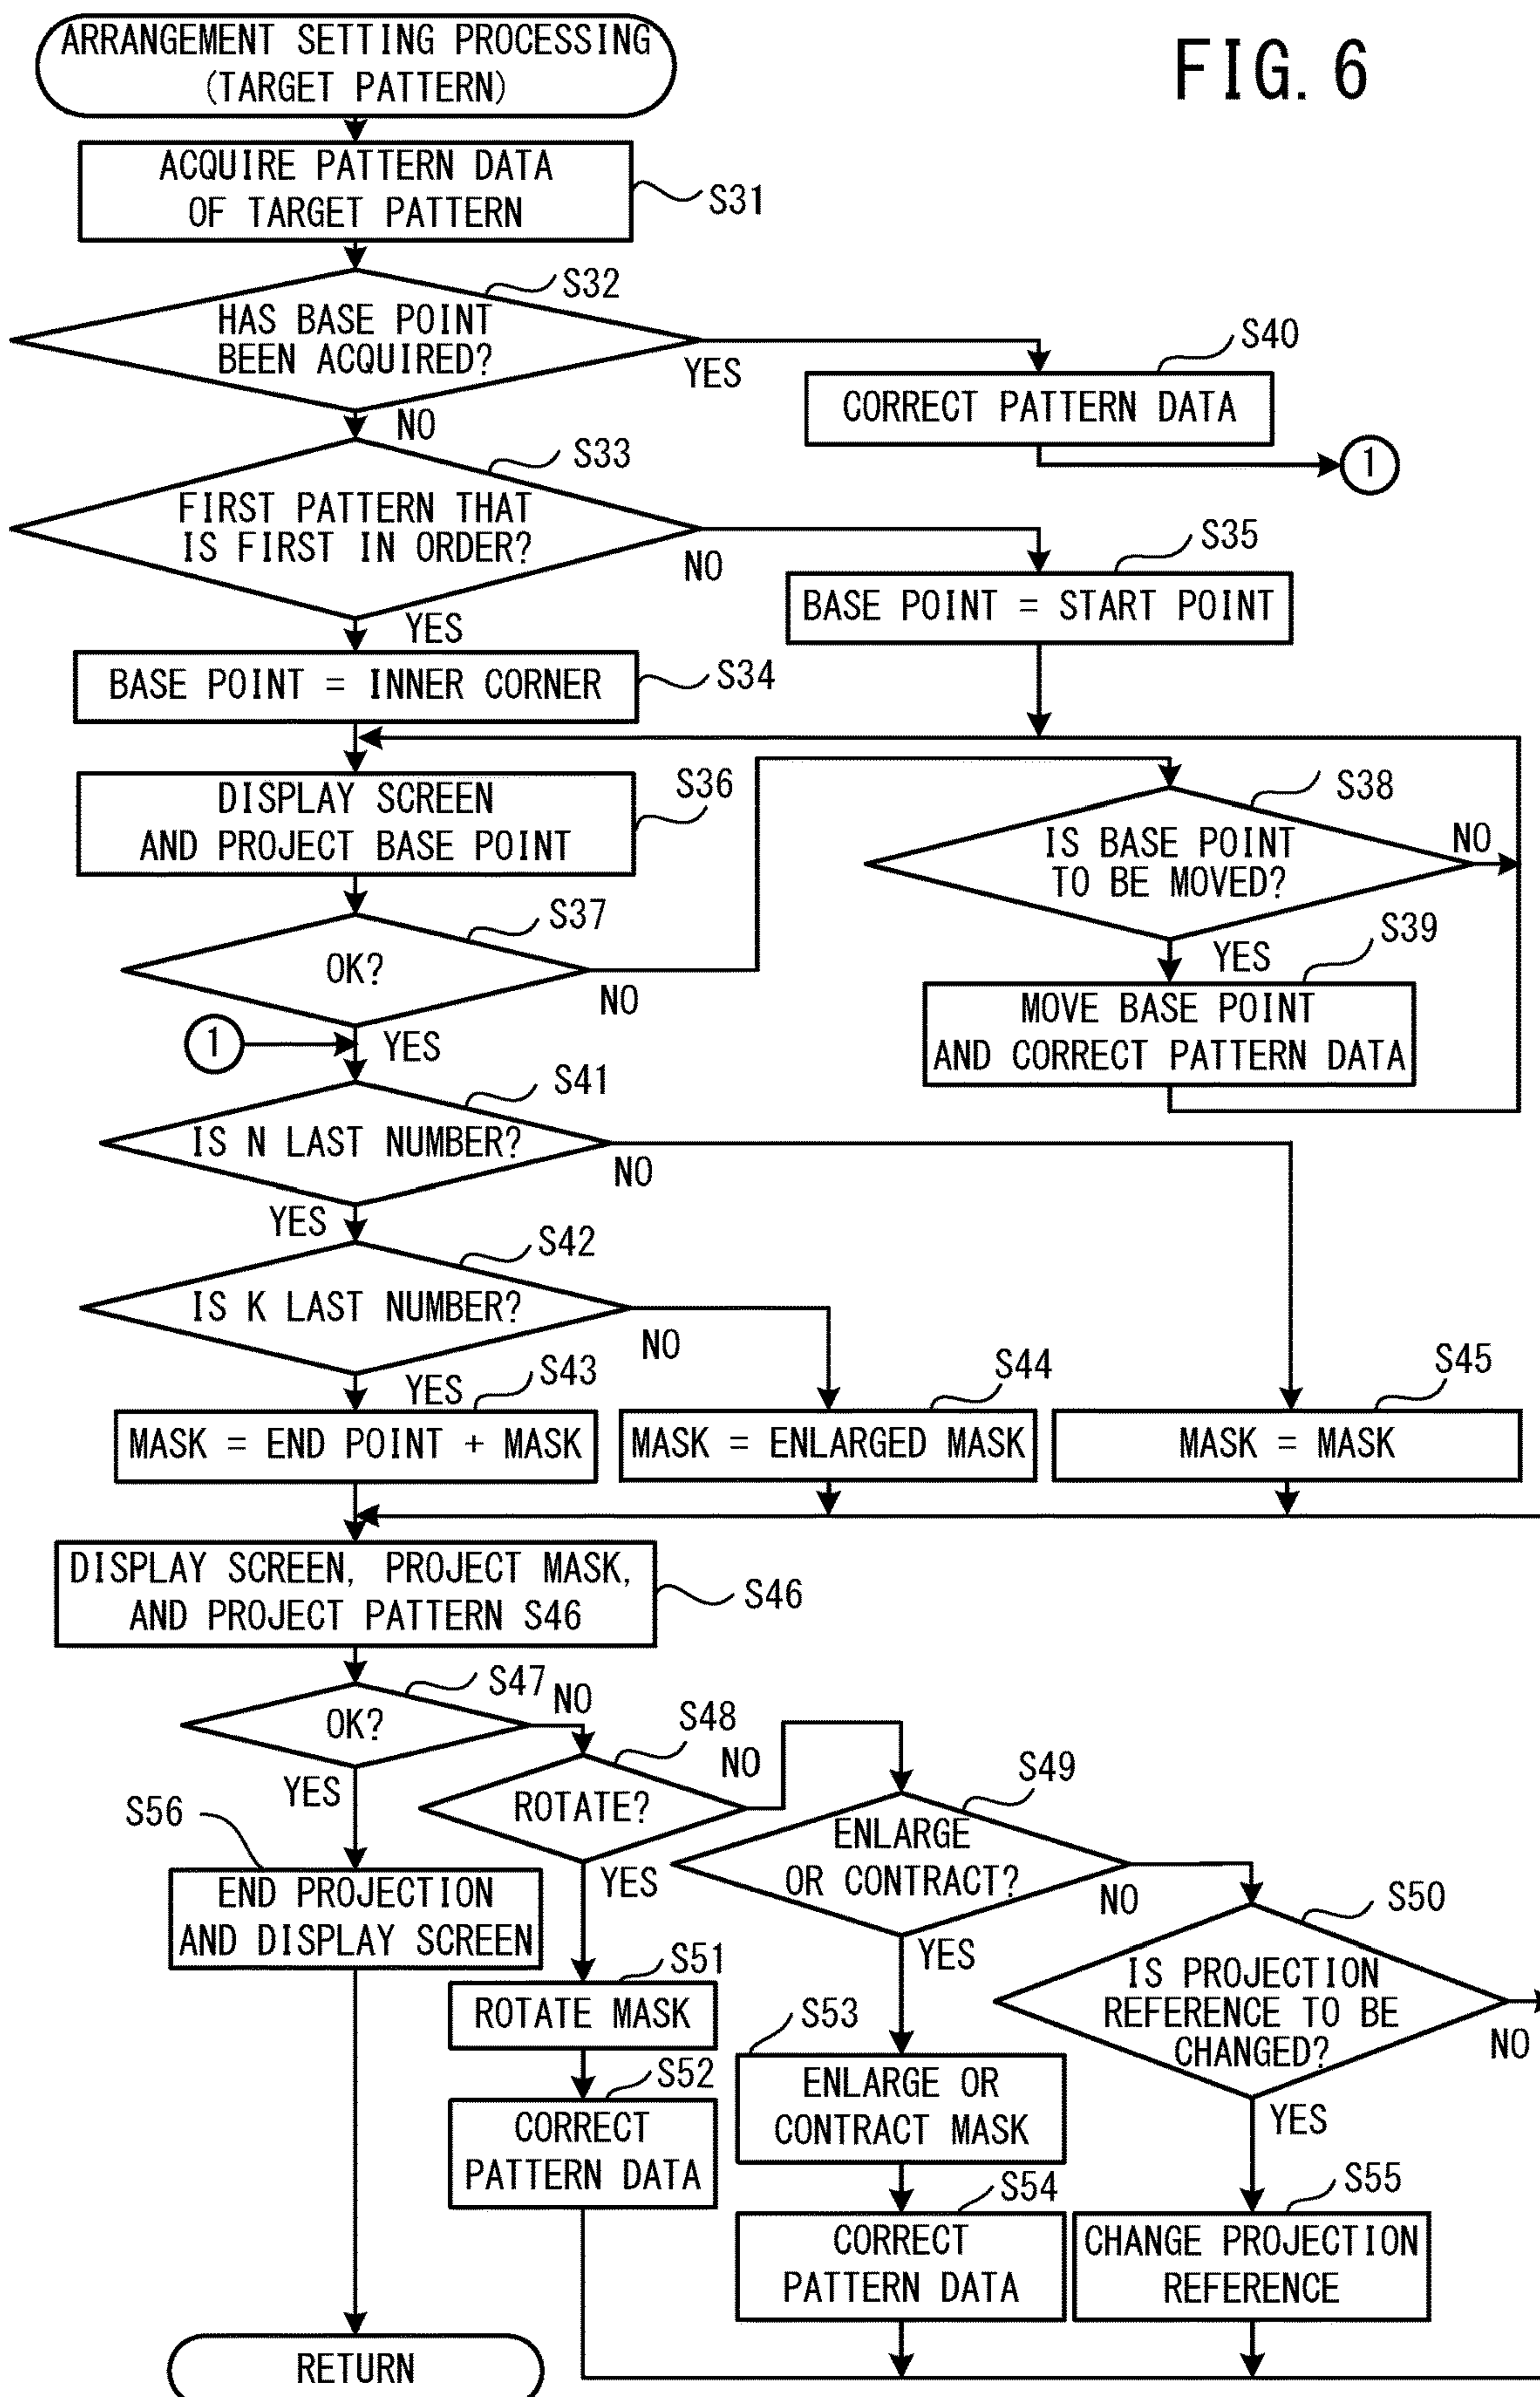 FIG. 6
ARRANGEMENT SETTING PROCESSING
(TARGET PATTERN)
ACQUIRE PATTERN DATA
OF TARGET PATTERN
S31
S32
HAS BASE POINT
BEEN ACQUIRED?
YES
NO
S40
CORRECT PATTERN DATA
1
S33
FIRST PATTERN THAT
IS FIRST IN ORDER?
NO
YES
S35
BASE POINT = START POINT
BASE POINT = INNER CORNER
S34
DISPLAY SCREEN
AND PROJECT BASE POINT
S36
S38
IS BASE POINT
TO BE MOVED?
NO
YES
S37
OK?
NO
YES
S39
MOVE BASE POINT
AND CORRECT PATTERN DATA
1
S41
IS N LAST NUMBER?
NO
YES
S42
IS K LAST NUMBER?
NO
YES
S43
MASK = END POINT + MASK
S44
MASK = ENLARGED MASK
S45
MASK = MASK
DISPLAY SCREEN, PROJECT MASK,
AND PROJECT PATTERN S46
S46
S47
OK?
NO
YES
S48
ROTATE?
NO
YES
S49
ENLARGE
OR CONTRACT?
NO
YES
S50
IS PROJECTION
REFERENCE TO BE
CHANGED?
NO
YES
S56
END PROJECTION
AND DISPLAY SCREEN
S51
ROTATE MASK
S52
CORRECT
PATTERN DATA
S53
ENLARGE OR
CONTRACT MASK
S54
CORRECT
PATTERN DATA
S55
CHANGE PROJECTION
REFERENCE
RETURN